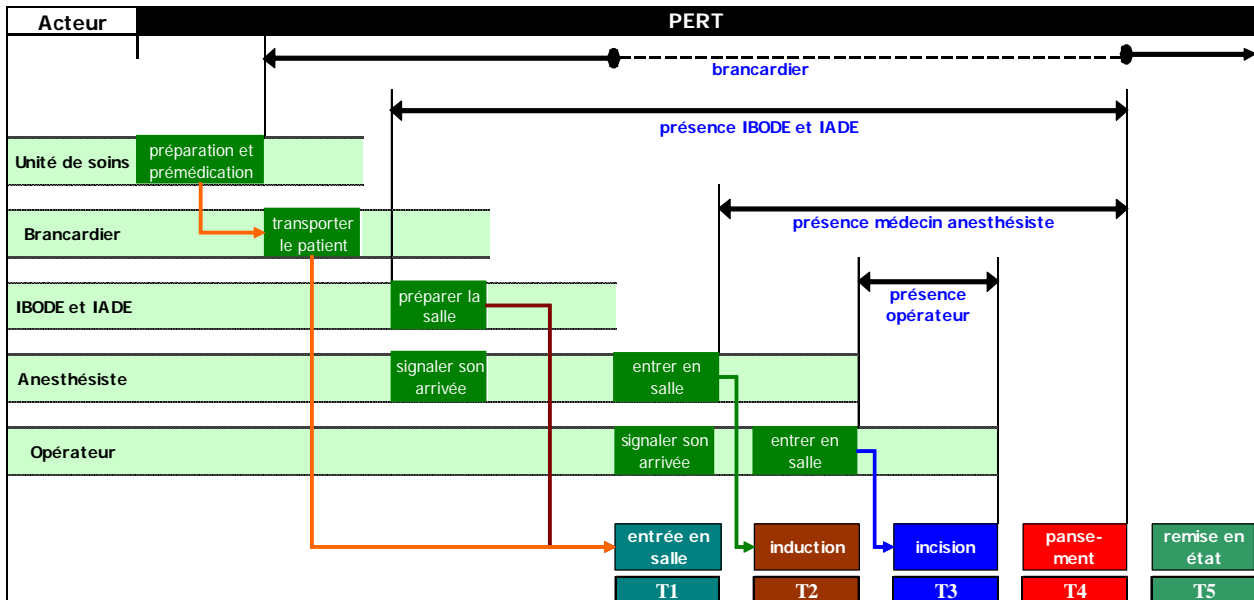 Acteur
PERT
brancardier
présence IBODE et IADE
Unité de soins
préparation et
prémédication
présence médecin anesthésiste
Brancardier
transporter
le patient
IBODE et IADE
préparer la
salle
présence
opérateur
Anesthésiste
signaler son
arrivée
entrer en
salle
Opérateur
signaler son
arrivée
entrer en
salle
entrée en
salle
induction
incision
panse-
ment
remise en
état
T1
T2
T3
T4
T5